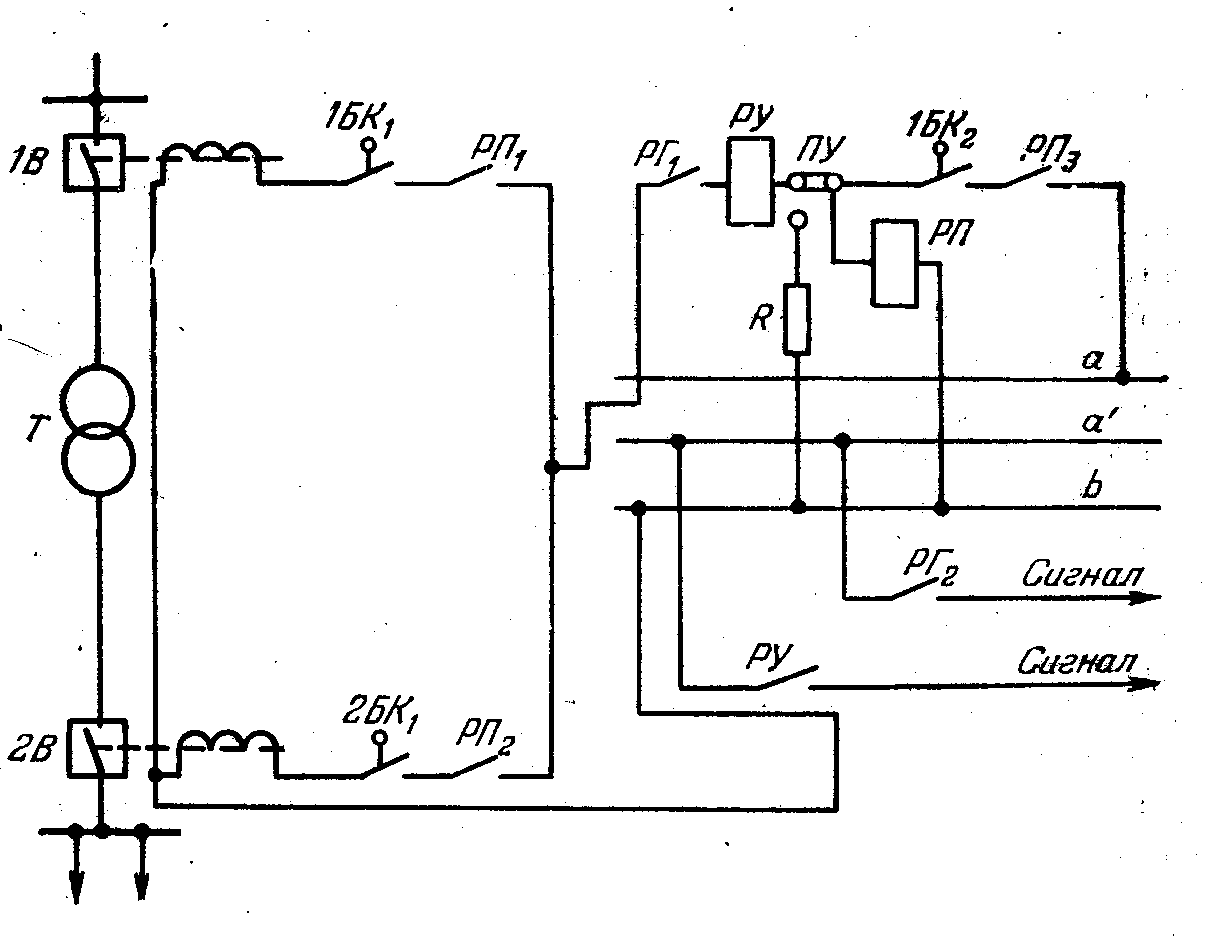 1БК₁
РУ
1БК₂
1В
РП₁
РГ₁
ПУ
РП₃
РП
R
а
Т
а′
b
РГ₂
Сигнал
РУ
Сигнал
2БК₁
2В
РП₂